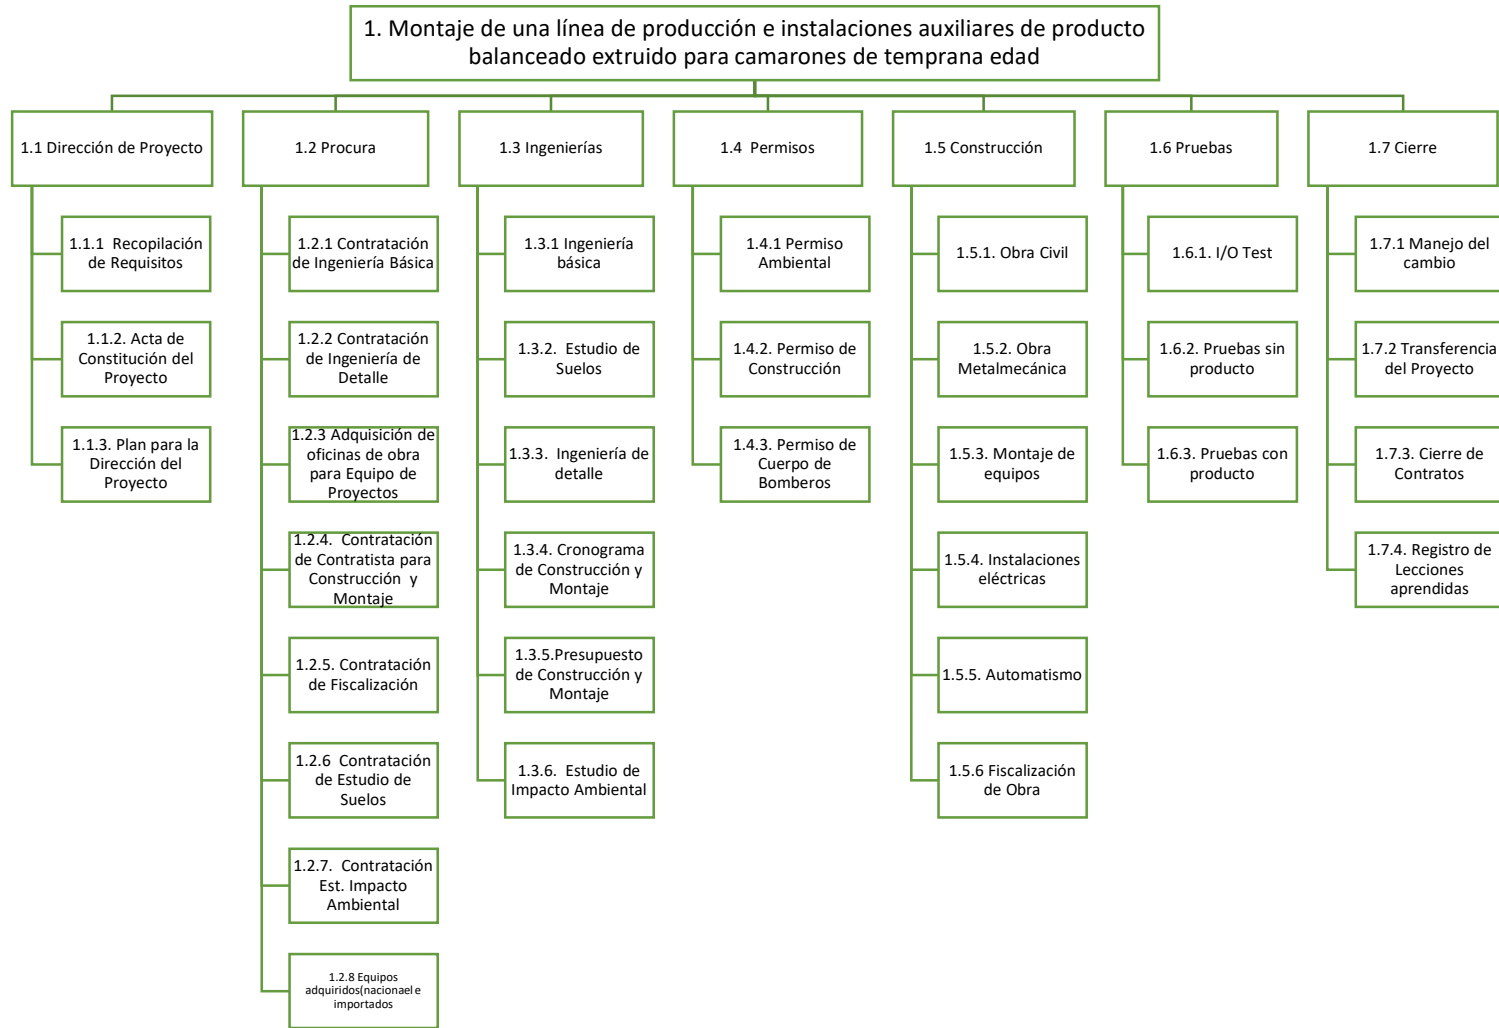 1. Montaje de una línea de producción e instalaciones auxiliares de producto
balanceado extruido para camarones de temprana edad
1.1 Dirección de Proyecto
1.2 Procura
1.3 Ingenierías
1.4 Permisos
1.5 Construcción
1.6 Pruebas
1.7 Cierre
1.1.1 Recopilación
de Requisitos
1.1.2. Acta de
Constitución del
Proyecto
1.1.3. Plan para la
Dirección del
Proyecto
1.2.1 Contratación
de Ingeniería Básica
1.2.2 Contratación
de Ingeniería de
Detalle
1.2.3 Adquisición de
oficinas de obra
para Equipo de
Proyectos
1.2.4. Contratación
de Contratista para
Construcción y
Montaje
1.2.5. Contratación
de Fiscalización
1.2.6 Contratación
de Estudio de
Suelos
1.2.7. Contratación
Est. Impacto
Ambiental
1.2.8 Equipos
adquiridos(nacionael e
importados
1.3.1 Ingeniería
básica
1.3.2. Estudio de
Suelos
1.3.3. Ingeniería de
detalle
1.3.4. Cronograma
de Construcción y
Montaje
1.3.5.Presupuesto
de Construcción y
Montaje
1.3.6. Estudio de
Impacto Ambiental
1.4.1 Permiso
Ambiental
1.4.2. Permiso de
Construcción
1.4.3. Permiso de
Cuerpo de
Bomberos
1.5.1. Obra Civil
1.5.2. Obra
Metalmecánica
1.5.3. Montaje de
equipos
1.5.4. Instalaciones
eléctricas
1.5.5. Automatismo
1.5.6 Fiscalización
de Obra
1.6.1. I/O Test
1.6.2. Pruebas sin
producto
1.6.3. Pruebas con
producto
1.7.1 Manejo del
cambio
1.7.2 Transferencia
del Proyecto
1.7.3. Cierre de
Contratos
1.7.4. Registro de
Lecciones
aprendidas